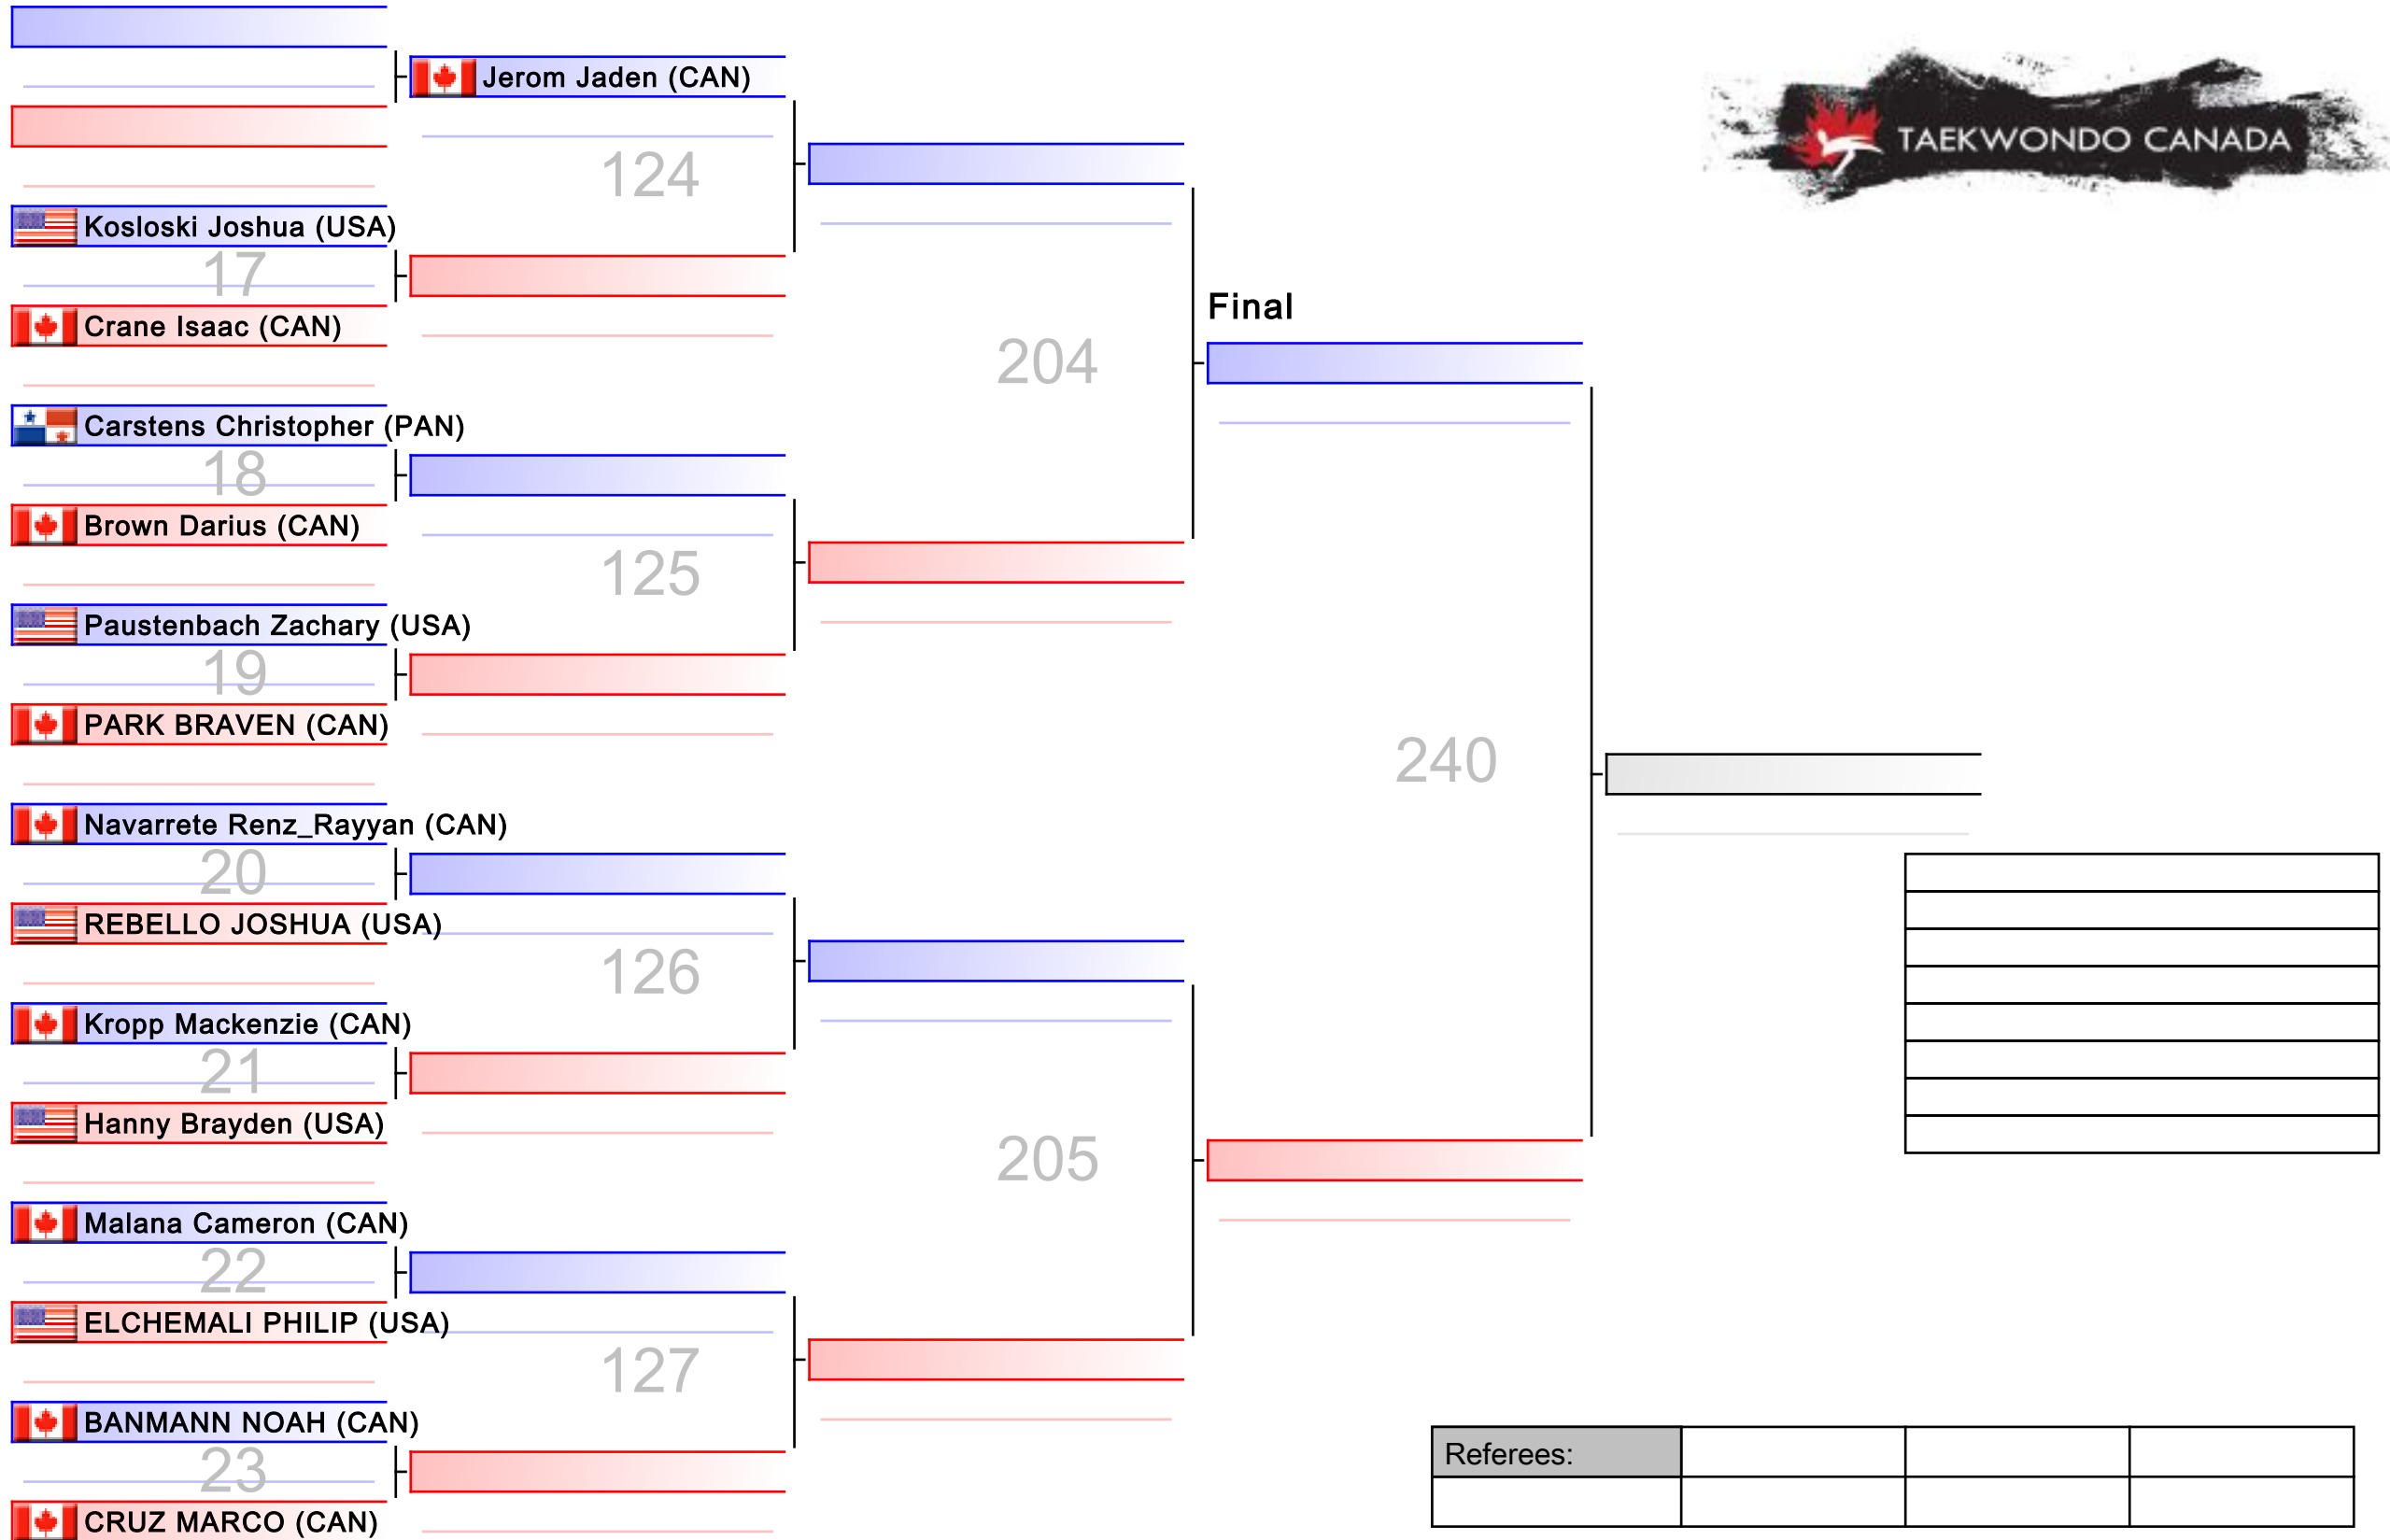 Jerom Jaden (CAN)
TAEKWONDO CANADA
124
Kosloski Joshua (USA)
17
Crane Isaac (CAN)
Final
204
Carstens Christopher (PAN)
18
Brown Darius (CAN)
125
Paustenbach Zachary (USA)
19
PARK BRAVEN (CAN)
240
Navarrete Renz_Rayyan (CAN)
20
REBELLO JOSHUA (USA)
126
Kropp Mackenzie (CAN)
21
Hanny Brayden (USA)
205
Malana Cameron (CAN)
22
ELCHEMALI PHILIP (USA)
127
BANMANN NOAH (CAN)
23
CRUZ MARCO (CAN)
Referees: